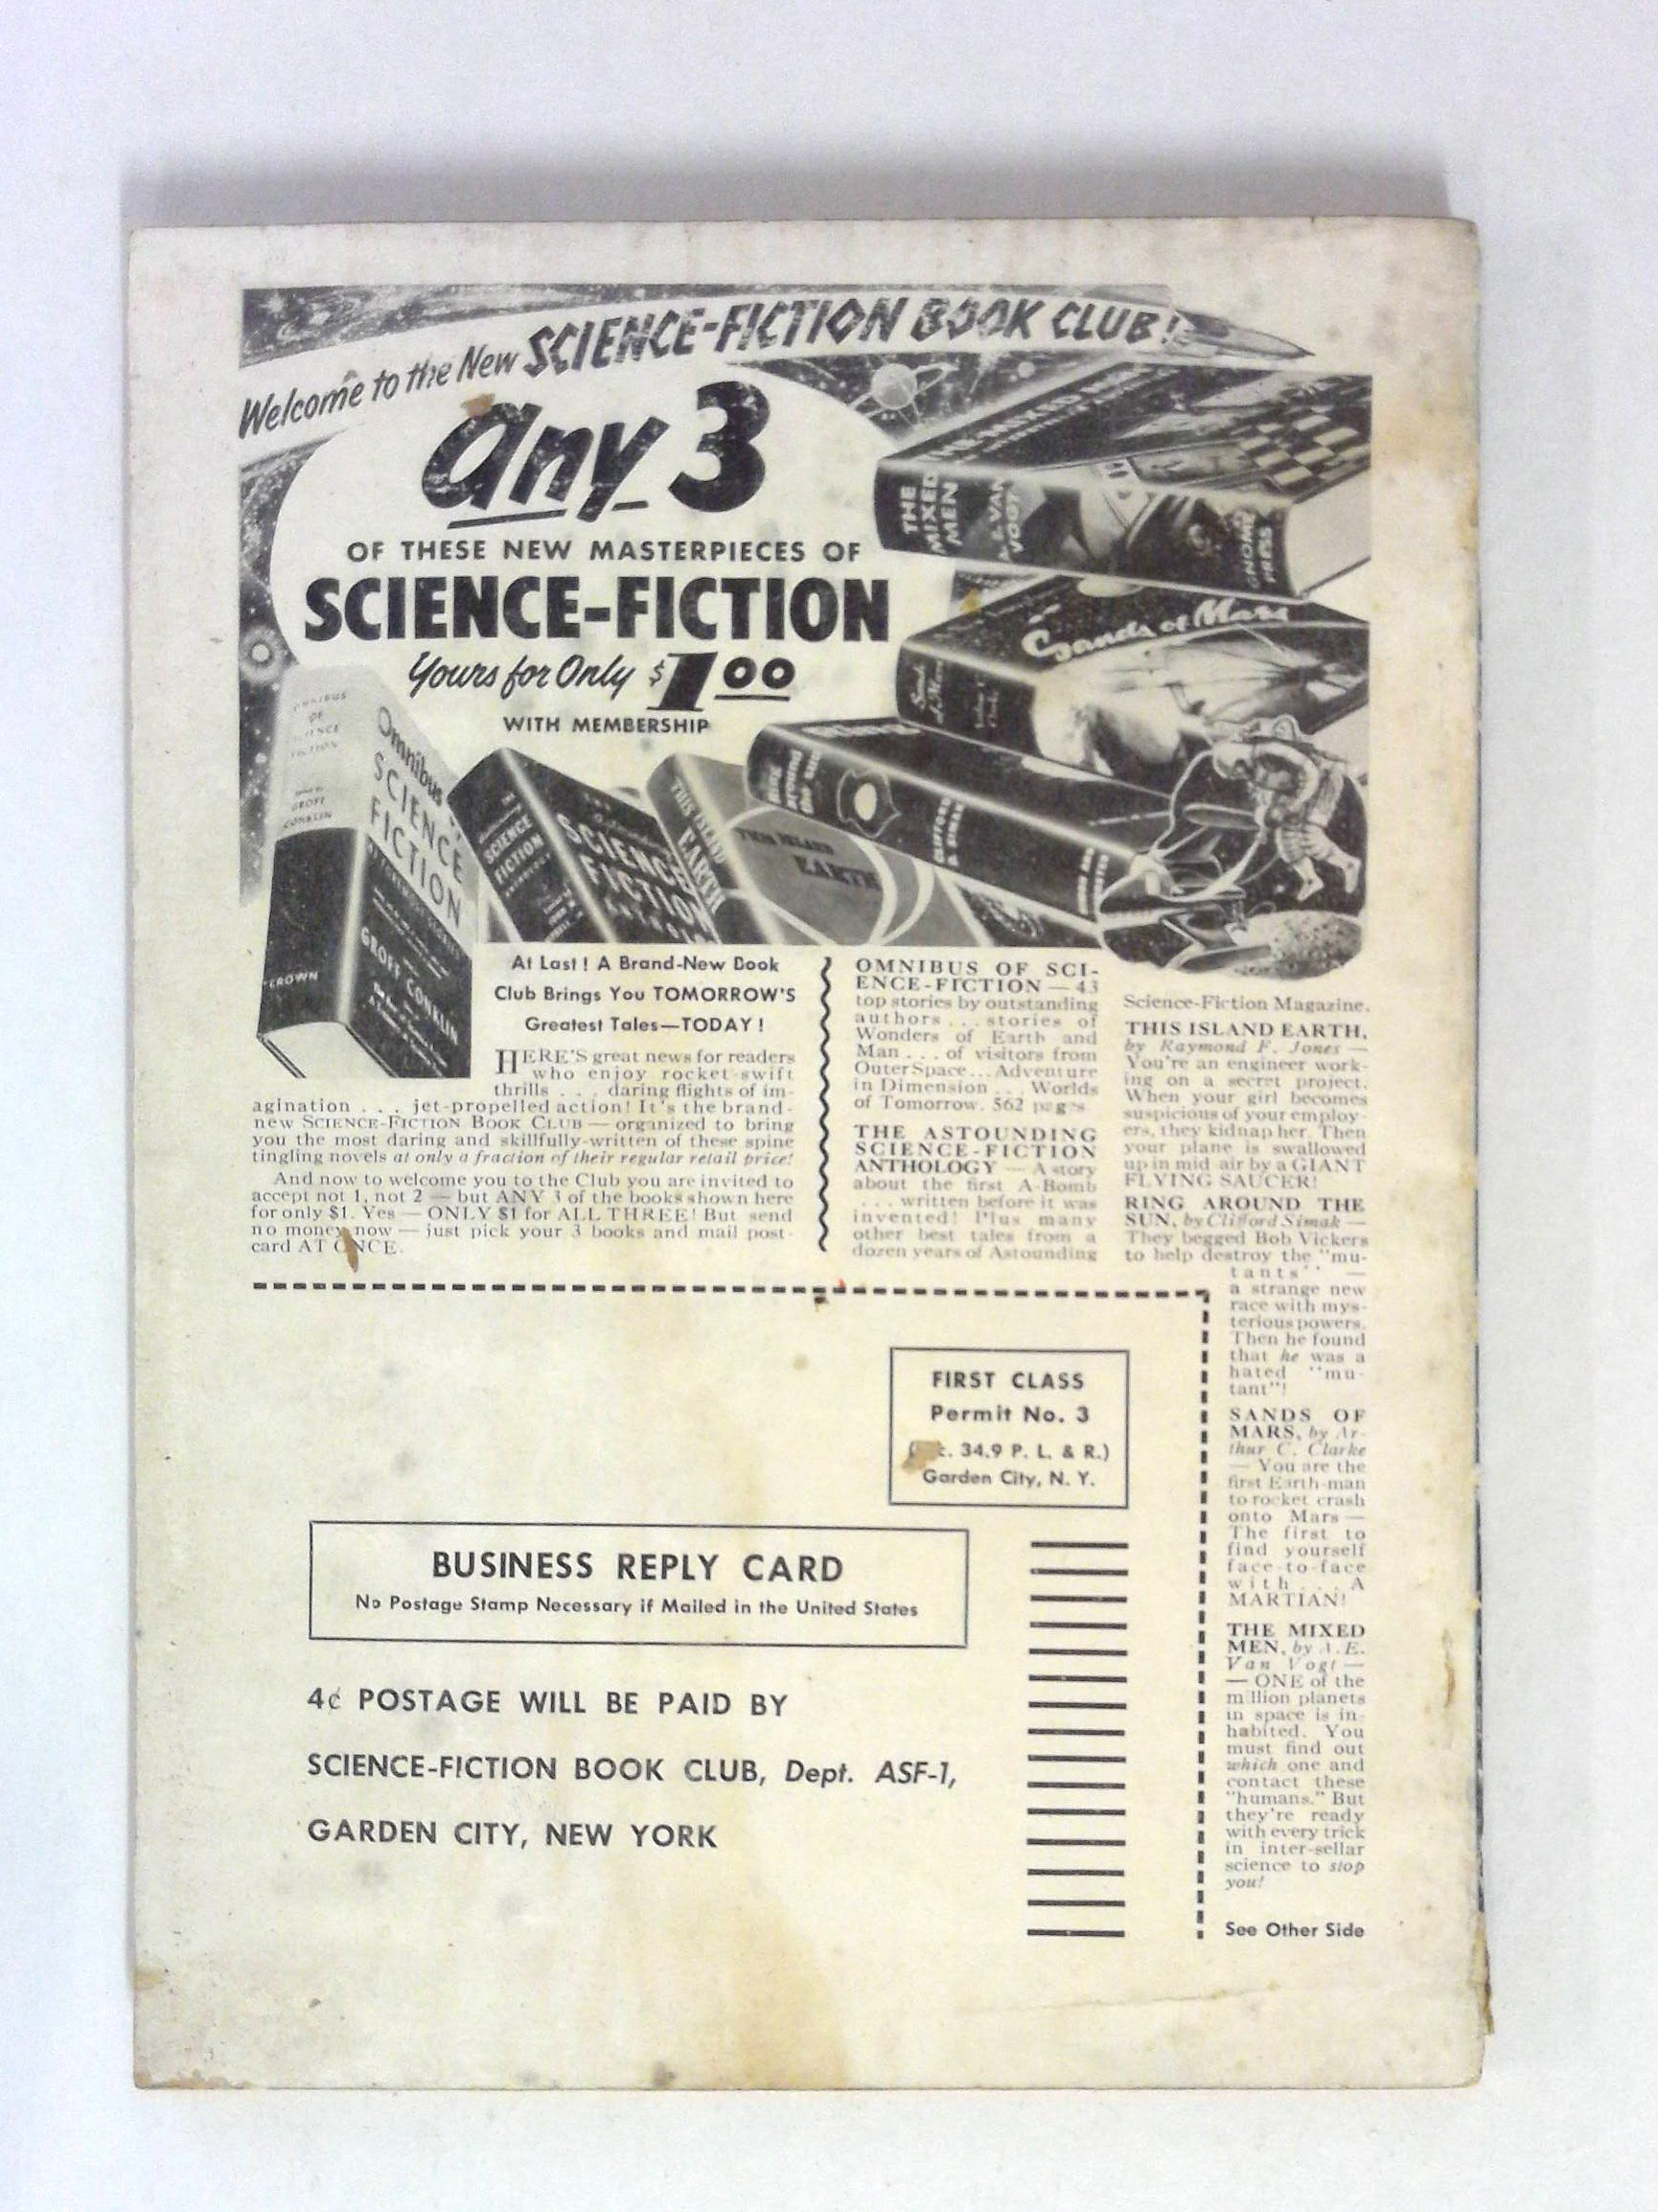 Welcome to the New SCIENCE-FICTION BOOK CLUB!
any 3
OF THESE NEW MASTERPIECES OF
SCIENCE-FICTION
Yours for Only $1 00
WITH MEMBERSHIP
THE MIXED MEN
THE
MIXED
MEN
A. E. VAN
VOGT
GNOME
PRESS
Sands of Mars
Sands
of Mars
OMNIBUS
OF
SCIENCE
FICTION
GROFF
CONKLIN
CROWN
Omnibus of
SCIENCE
FICTION
GROFF
CONKLIN
SCIENCE
FICTION
SCIENCE
FICTION
THIS ISLAND
EARTH
THIS ISLAND
EARTH
CLIFFORD
D. SIMAK
At Last! A Brand-New Book
Club Brings You TOMORROW'S
Greatest Tales—TODAY!
HERE'S great news for readers
who enjoy rocket swift
thrills . . . daring flights of im-
agination . . . jet-propelled action! It's the brand-
new SCIENCE-FICTION BOOK CLUB — organized to bring
you the most daring and skillfully-written of these spine
tingling novels at only a fraction of their regular retail price!
And now to welcome you to the Club you are invited to
accept not 1, not 2 — but ANY 3 of the books shown here
for only $1. Yes — ONLY $1 for ALL THREE! But send
no money now — just pick your 3 books and mail post-
card AT ONCE.
OMNIBUS OF SCI-
ENCE-FICTION — 43
top stories by outstanding
authors . . . stories of
Wonders of Earth and
Man . . . of visitors from
Outer Space . . . Adventure
in Dimension . . . Worlds
of Tomorrow. 562 pages
THE ASTOUNDING
SCIENCE-FICTION
ANTHOLOGY — A story
about the first A-Bomb
. . . written before it was
invented! Plus many
other best tales from a
dozen years of Astounding
Science-Fiction Magazine.
THIS ISLAND EARTH,
by Raymond F. Jones —
You're an engineer work-
ing on a secret project.
When your girl becomes
suspicious of your employ-
ers, they kidnap her. Then
your plane is swallowed
up in mid air by a GIANT
FLYING SAUCER!
RING AROUND THE
SUN, by Clifford Simak —
They begged Bob Vickers
to help destroy the "mu-
tants" —
a strange new
race with mys-
terious powers.
Then he found
that he was a
hated "mu-
tant"!
SANDS OF
MARS, by Ar-
thur C. Clarke
— You are the
first Earth-man
to rocket crash
onto Mars —
The first to
find yourself
face-to-face
with . . . A
MARTIAN!
THE MIXED
MEN, by A. E.
Van Vogt —
— ONE of the
million planets
in space is in-
habited. You
must find out
which one and
contact these
"humans." But
they're ready
with every trick
in inter-sellar
science to stop
you!
See Other Side
FIRST CLASS
Permit No. 3
34.9 P. L. & R.)
Garden City, N. Y.
BUSINESS REPLY CARD
No Postage Stamp Necessary if Mailed in the United States
4¢ POSTAGE WILL BE PAID BY
SCIENCE-FICTION BOOK CLUB, Dept. ASF-1,
GARDEN CITY, NEW YORK